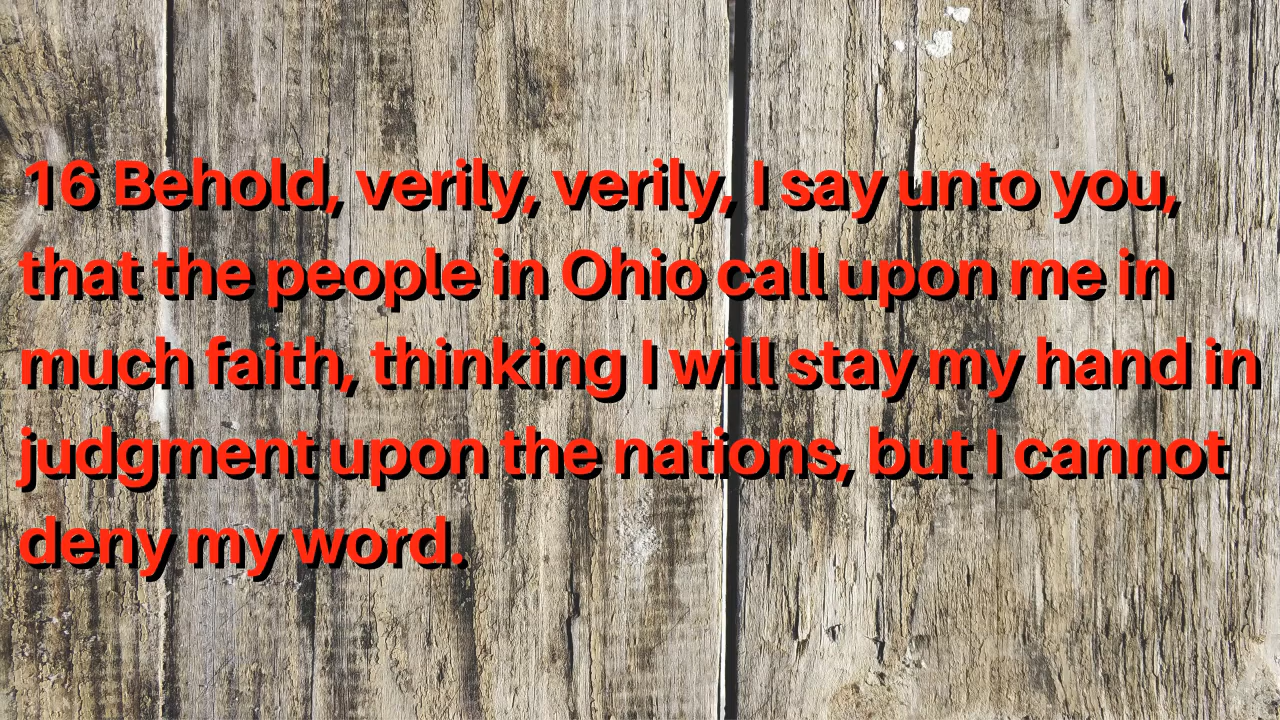 16 Behold, verily, verily, I say unto you,
that the people in Ohio call upon me in
much faith, thinking I will stay my hand in
judgment upon the nations, but I cannot
deny my word.